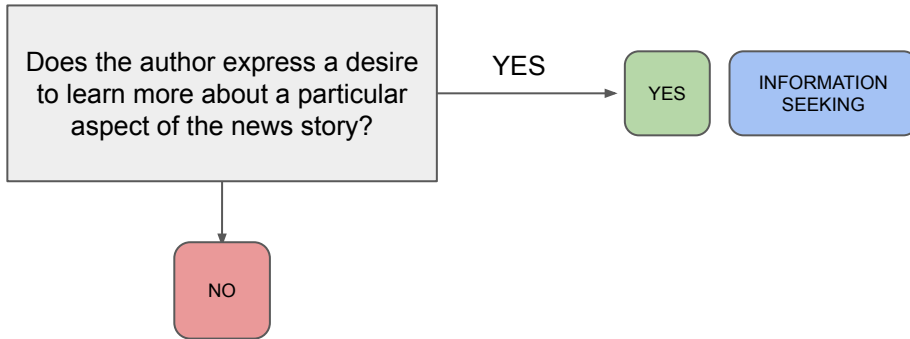 Does the author express a desire
to learn more about a particular
aspect of the news story?
YES
YES
INFORMATION
SEEKING
NO